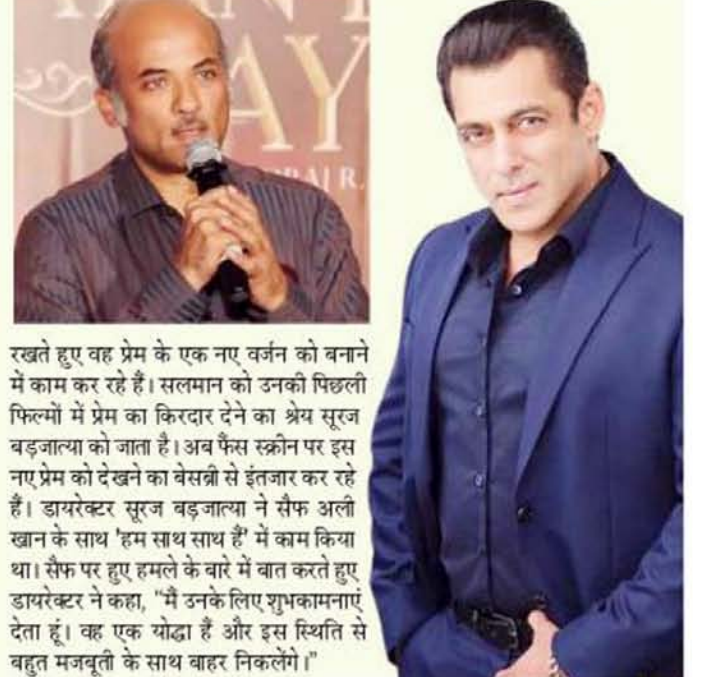 AY
RAJ R.
रखते हुए वह प्रेम के एक नए वर्जन को बनाने
में काम कर रहे हैं। सलमान को उनकी पिछली
फिल्मों में प्रेम का किरदार देने का श्रेय सूरज
बड़जात्या को जाता है। अब फैंस स्क्रीन पर इस
नए प्रेम को देखने का बेसब्री से इंतजार कर रहे
हैं। डायरेक्टर सूरज बड़जात्या ने सैफ अली
खान के साथ 'हम साथ साथ हैं' में काम किया
था। सैफ पर हुए हमले के बारे में बात करते हुए
डायरेक्टर ने कहा, “मैं उनके लिए शुभकामनाएं
देता हूं। वह एक योद्धा हैं और इस स्थिति से
बहुत मजबूती के साथ बाहर निकलेंगे।”